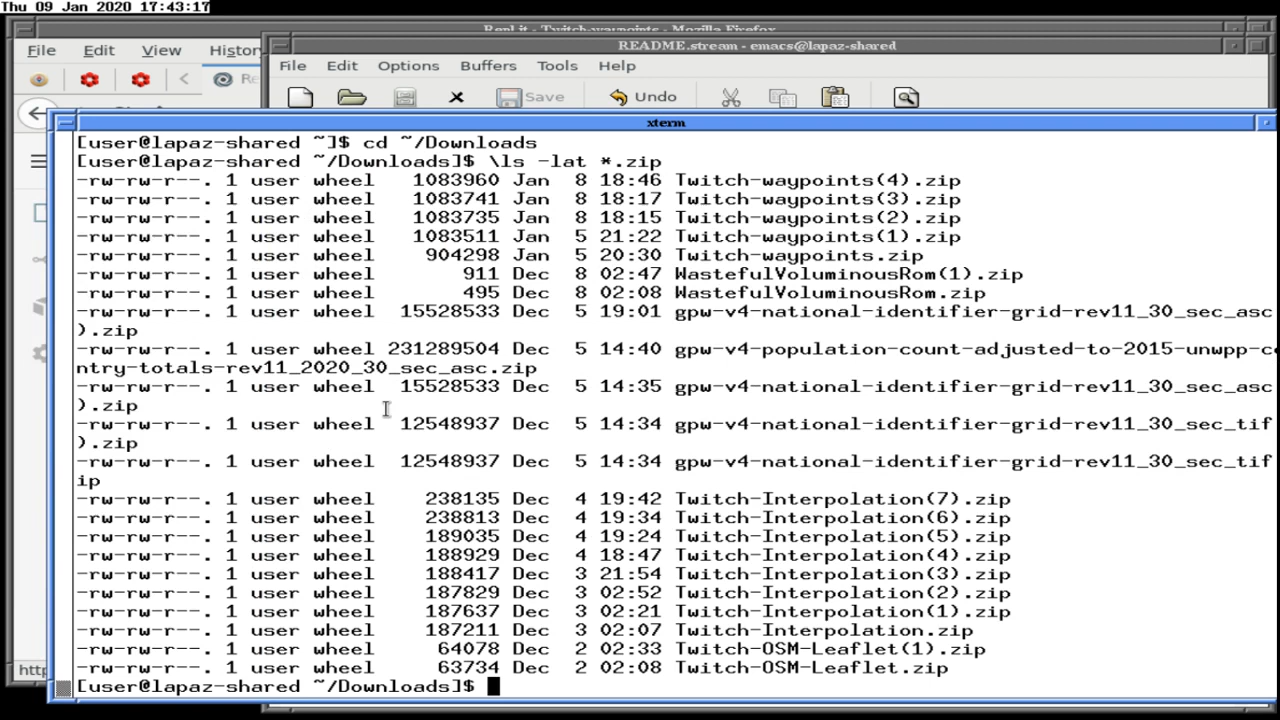 Thu 09 Jan 2020 17:43:17
Repl.it - Twitch-waypoints - Mozilla Firefox
README.stream - emacs@lapaz-shared
File Edit View Histor
File Edit Options Buffers Tools Help
Re
Save Undo
xterm
[user@lapaz-shared ~]$ cd ~/Downloads
[user@lapaz-shared ~/Downloads]$ \ls -lat *.zip
-rw-rw-r--. 1 user wheel 1083960 Jan 8 18:46 Twitch-waypoints(4).zip
-rw-rw-r--. 1 user wheel 1083741 Jan 8 18:17 Twitch-waypoints(3).zip
-rw-rw-r--. 1 user wheel 1083735 Jan 8 18:15 Twitch-waypoints(2).zip
-rw-rw-r--. 1 user wheel 1083511 Jan 5 21:22 Twitch-waypoints(1).zip
-rw-rw-r--. 1 user wheel 904298 Jan 5 20:30 Twitch-waypoints.zip
-rw-rw-r--. 1 user wheel 911 Dec 8 02:47 WastefulVoluminousRom(1).zip
-rw-rw-r--. 1 user wheel 495 Dec 8 02:08 WastefulVoluminousRom.zip
-rw-rw-r--. 1 user wheel 15528533 Dec 5 19:01 gpw-v4-national-identifier-grid-rev11_30_sec_asc
).zip
-rw-rw-r--. 1 user wheel 231289504 Dec 5 14:40 gpw-v4-population-count-adjusted-to-2015-unwpp-c
ntry-totals-rev11_2020_30_sec_asc.zip
-rw-rw-r--. 1 user wheel 15528533 Dec 5 14:35 gpw-v4-national-identifier-grid-rev11_30_sec_asc
).zip
-rw-rw-r--. 1 user wheel 12548937 Dec 5 14:34 gpw-v4-national-identifier-grid-rev11_30_sec_tif
).zip
-rw-rw-r--. 1 user wheel 12548937 Dec 5 14:34 gpw-v4-national-identifier-grid-rev11_30_sec_tif
ip
-rw-rw-r--. 1 user wheel 238135 Dec 4 19:42 Twitch-Interpolation(7).zip
-rw-rw-r--. 1 user wheel 238813 Dec 4 19:34 Twitch-Interpolation(6).zip
-rw-rw-r--. 1 user wheel 189035 Dec 4 19:24 Twitch-Interpolation(5).zip
-rw-rw-r--. 1 user wheel 188929 Dec 4 18:47 Twitch-Interpolation(4).zip
-rw-rw-r--. 1 user wheel 188417 Dec 3 21:54 Twitch-Interpolation(3).zip
-rw-rw-r--. 1 user wheel 187829 Dec 3 02:52 Twitch-Interpolation(2).zip
-rw-rw-r--. 1 user wheel 187637 Dec 3 02:21 Twitch-Interpolation(1).zip
-rw-rw-r--. 1 user wheel 187211 Dec 3 02:07 Twitch-Interpolation.zip
-rw-rw-r--. 1 user wheel 64078 Dec 2 02:33 Twitch-OSM-Leaflet(1).zip
-rw-rw-r--. 1 user wheel 63734 Dec 2 02:08 Twitch-OSM-Leaflet.zip
htt
[user@lapaz-shared ~/Downloads]$